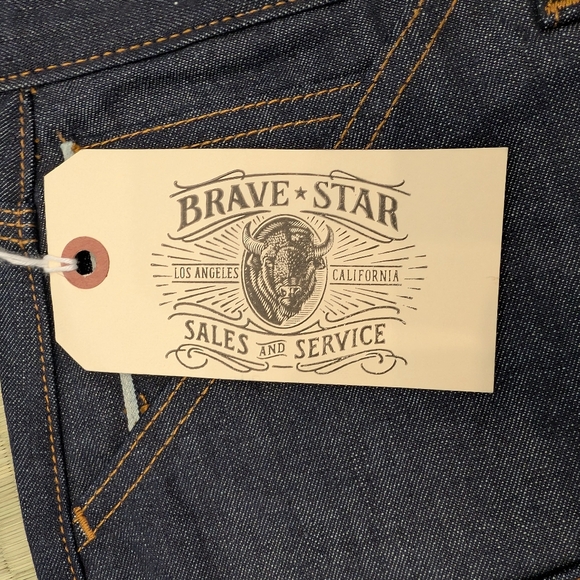 BRAVE ★ STAR
LOS ANGELES CALIFORNIA
SALES AND SERVICE